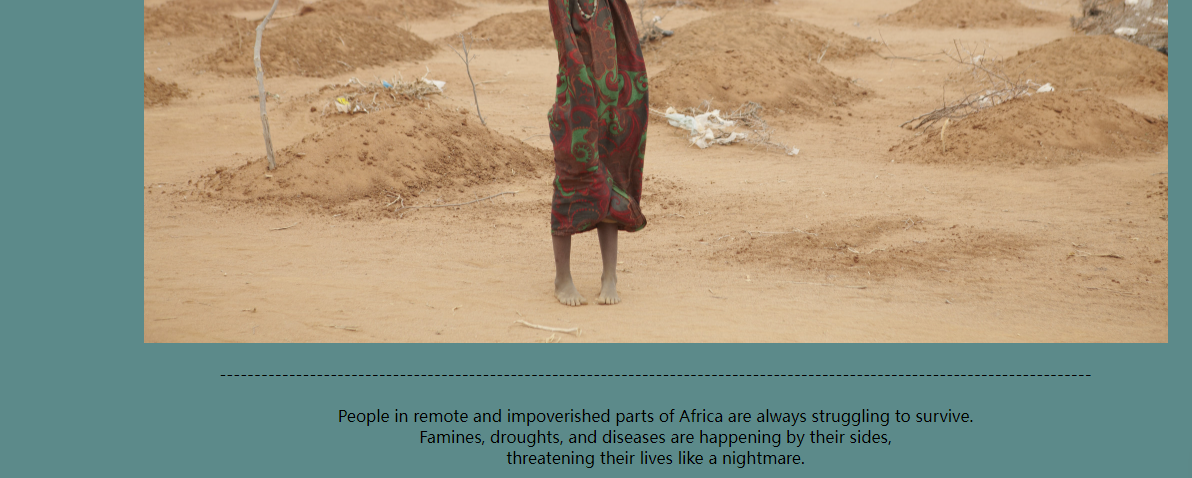 People in remote and impoverished parts of Africa are always struggling to survive.
Famines, droughts, and diseases are happening by their sides,
threatening their lives like a nightmare.